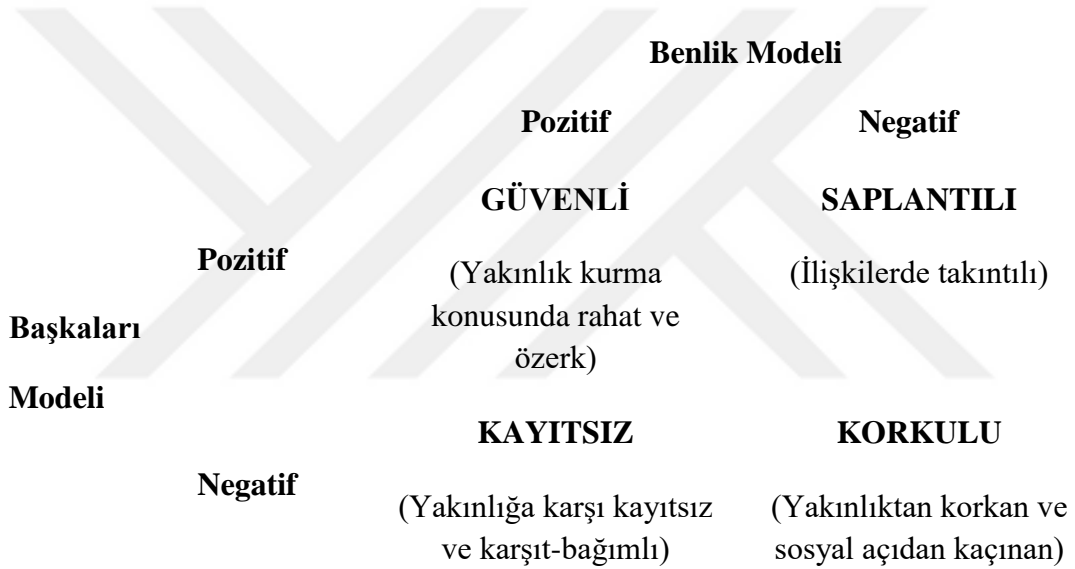 Benlik Modeli
Pozitif Negatif
GÜVENLİ SAPLANTILI
Pozitif
(Yakınlık kurma (İlişkilerde takıntılı)
konusunda rahat ve
Başkaları
özerk)
Modeli
KAYITSIZ KORKULU
Negatif
(Yakınlığa karşı kayıtsız (Yakınlıktan korkan ve
ve karşıt-bağımlı) sosyal açıdan kaçınan)